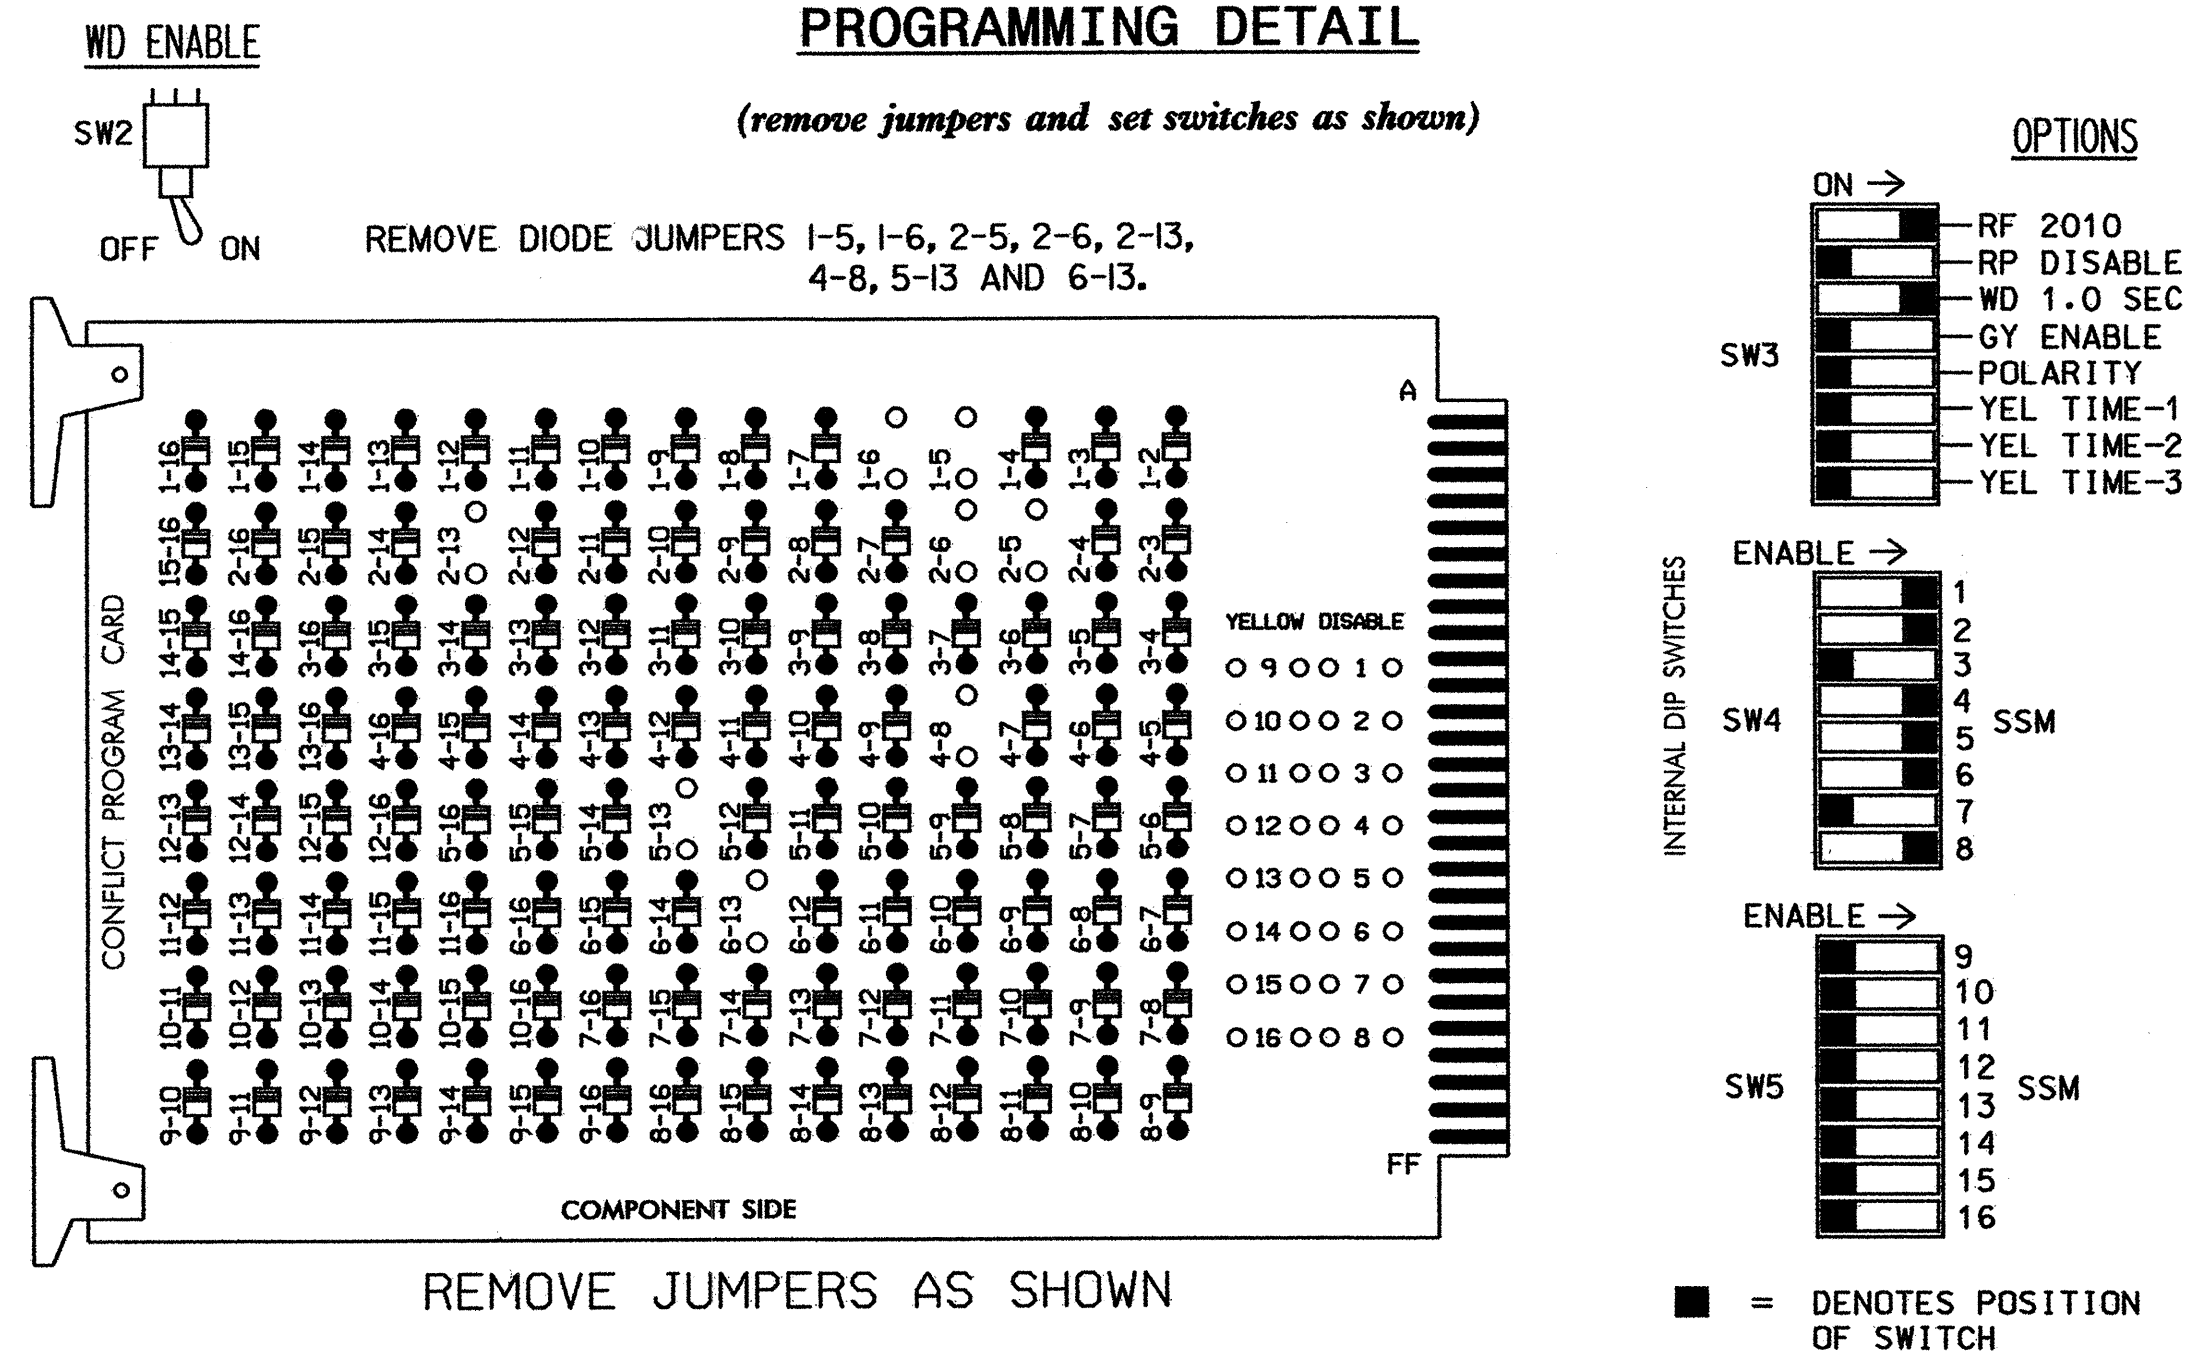 PROGRAMMING DETAIL
(remove jumpers and set switches as shown)
WD ENABLE
SW2
OFF ON
REMOVE DIODE JUMPERS 1-5, 1-6, 2-5, 2-6, 2-13,
4-8, 5-13 AND 6-13.
CONFLICT PROGRAM CARD
1-16 1-15 1-14 1-13 1-12 1-11 1-10 1-9 1-8 1-7 1-6 1-5 1-4 1-3 1-2
15-16 2-16 2-15 2-14 2-13 2-12 2-11 2-10 2-9 2-8 2-7 2-6 2-5 2-4 2-3
14-15 14-16 3-16 3-15 3-14 3-13 3-12 3-11 3-10 3-9 3-8 3-7 3-6 3-5 3-4
13-14 13-15 13-16 4-16 4-15 4-14 4-13 4-12 4-11 4-10 4-9 4-8 4-7 4-6 4-5
12-13 12-14 12-15 12-16 5-16 5-15 5-14 5-13 5-12 5-11 5-10 5-9 5-8 5-7 5-6
11-12 11-13 11-14 11-15 11-16 6-16 6-15 6-14 6-13 6-12 6-11 6-10 6-9 6-8 6-7
10-11 10-12 10-13 10-14 10-15 10-16 7-16 7-15 7-14 7-13 7-12 7-11 7-10 7-9 7-8
9-10 9-11 9-12 9-13 9-14 9-15 9-16 8-16 8-15 8-14 8-13 8-12 8-11 8-10 8-9
A
YELLOW DISABLE
9 1
10 2
11 3
12 4
13 5
14 6
15 7
16 8
FF
COMPONENT SIDE
REMOVE JUMPERS AS SHOWN
OPTIONS
ON →
SW3
RF 2010
RP DISABLE
WD 1.0 SEC
GY ENABLE
POLARITY
YEL TIME-1
YEL TIME-2
YEL TIME-3
INTERNAL DIP SWITCHES
ENABLE →
SW4
1
2
3
4
5
6
7
8
SSM
ENABLE →
SW5
9
10
11
12
13
14
15
16
SSM
= DENOTES POSITION
OF SWITCH